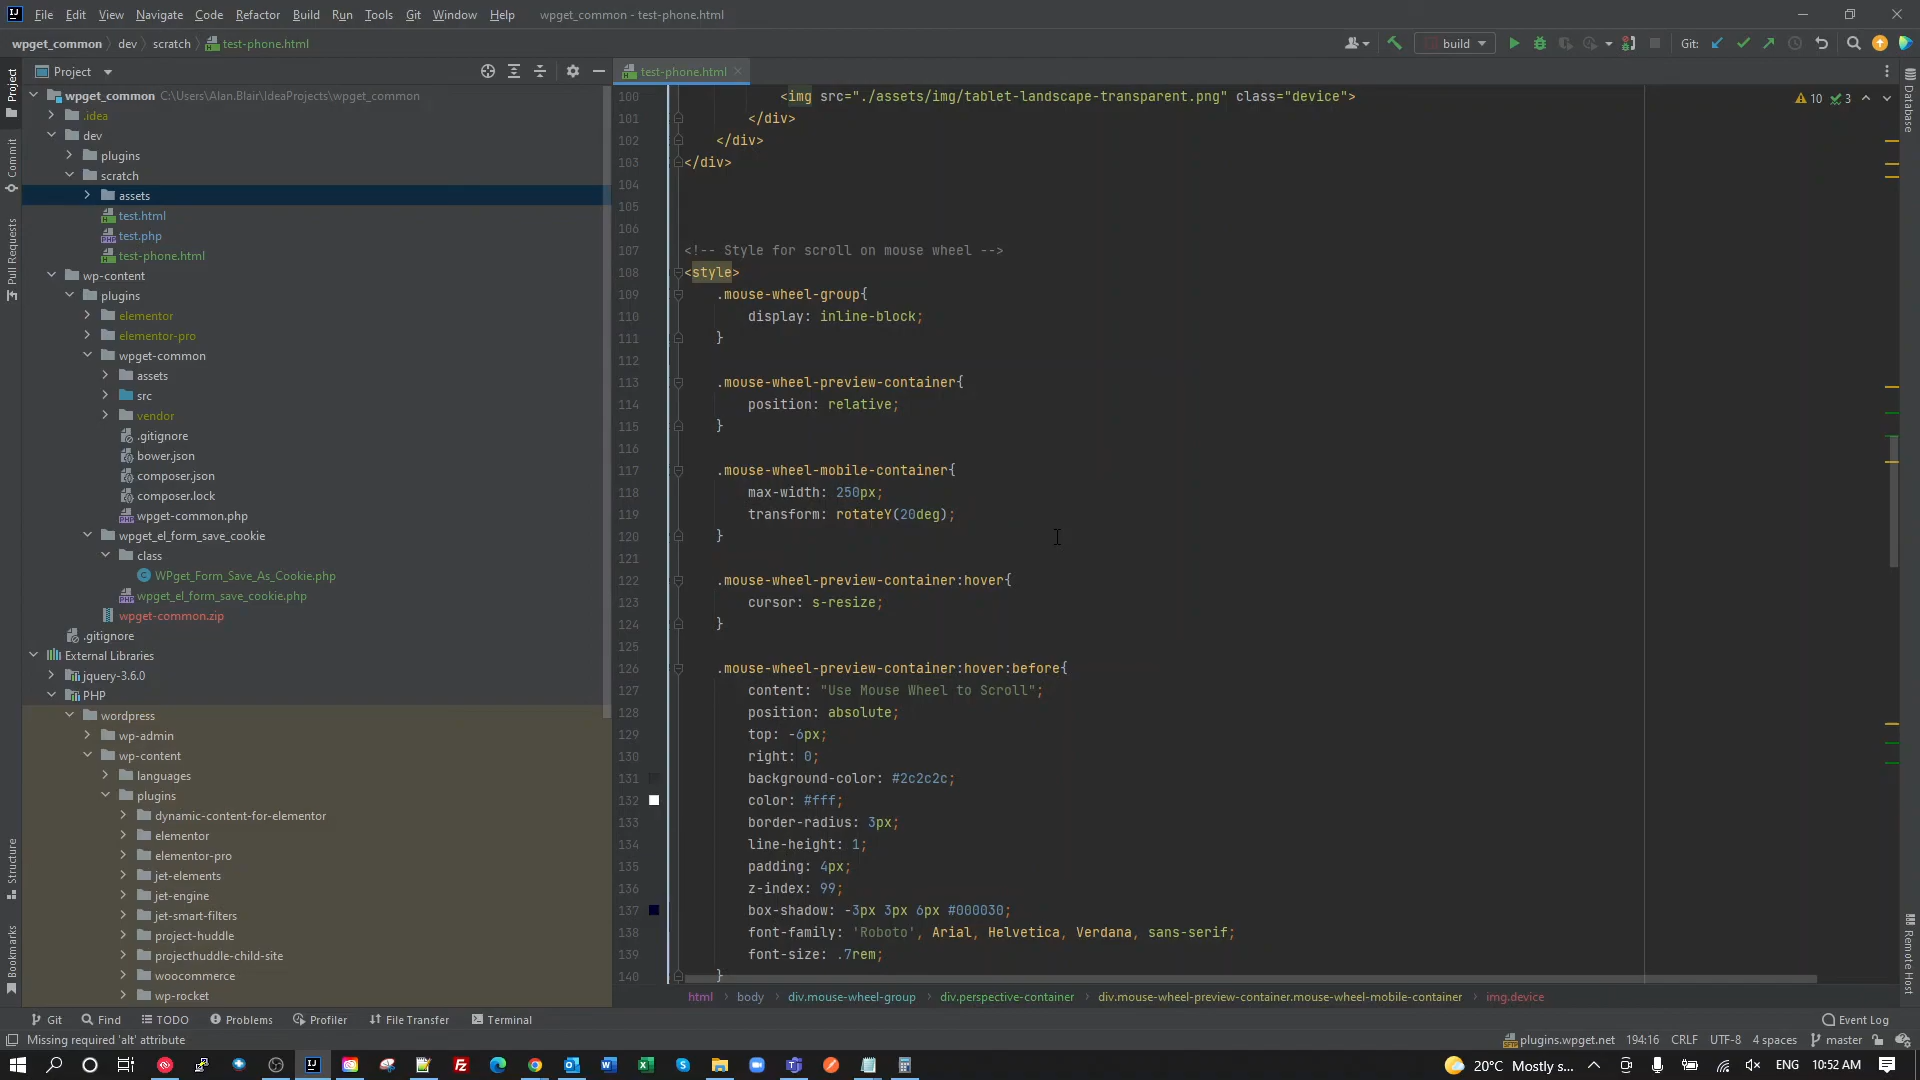 File Edit View Navigate Code Refactor Build Run Tools Git Window Help wpget_common - test-phone.html
wpget_common dev scratch test-phone.html build Git:
Project
test-phone.html
wpget_common C:\Users\Alan.Blair\IdeaProjects\wpget_common
.idea
dev
plugins
scratch
assets
test.html
test.php
test-phone.html
wp-content
plugins
elementor
elementor-pro
wpget-common
assets
src
vendor
.gitignore
bower.json
composer.json
composer.lock
wpget-common.php
wpget_el_form_save_cookie
class
WPget_Form_Save_As_Cookie.php
wpget_el_form_save_cookie.php
wpget-common.zip
.gitignore
External Libraries
jquery-3.6.0
PHP
wordpress
wp-admin
wp-content
languages
plugins
dynamic-content-for-elementor
elementor
elementor-pro
jet-elements
jet-engine
jet-smart-filters
project-huddle
projecthuddle-child-site
woocommerce
wp-rocket
Project
Commit
Pull Requests
Structure
Bookmarks
10 3
100 <img src="./assets/img/tablet-landscape-transparent.png" class="device">
101 </div>
102 </div>
103 </div>
104
105
106
107 <!-- Style for scroll on mouse wheel -->
108 <style>
109 .mouse-wheel-group{
110 display: inline-block;
111 }
112
113 .mouse-wheel-preview-container{
114 position: relative;
115 }
116
117 .mouse-wheel-mobile-container{
118 max-width: 250px;
119 transform: rotateY(20deg);
120 }
121
122 .mouse-wheel-preview-container:hover{
123 cursor: s-resize;
124 }
125
126 .mouse-wheel-preview-container:hover:before{
127 content: "Use Mouse Wheel to Scroll";
128 position: absolute;
129 top: -6px;
130 right: 0;
131 background-color: #2c2c2c;
132 color: #fff;
133 border-radius: 3px;
134 line-height: 1;
135 padding: 4px;
136 z-index: 99;
137 box-shadow: -3px 3px 6px #000030;
138 font-family: 'Roboto', Arial, Helvetica, Verdana, sans-serif;
139 font-size: .7rem;
140 }
Database
Remote Host
html body div.mouse-wheel-group div.perspective-container div.mouse-wheel-preview-container.mouse-wheel-mobile-container img.device
Git Find TODO Problems Profiler File Transfer Terminal Event Log
Missing required 'alt' attribute plugins.wpget.net 194:16 CRLF UTF-8 4 spaces master
20°C Mostly s... ENG 10:52 AM